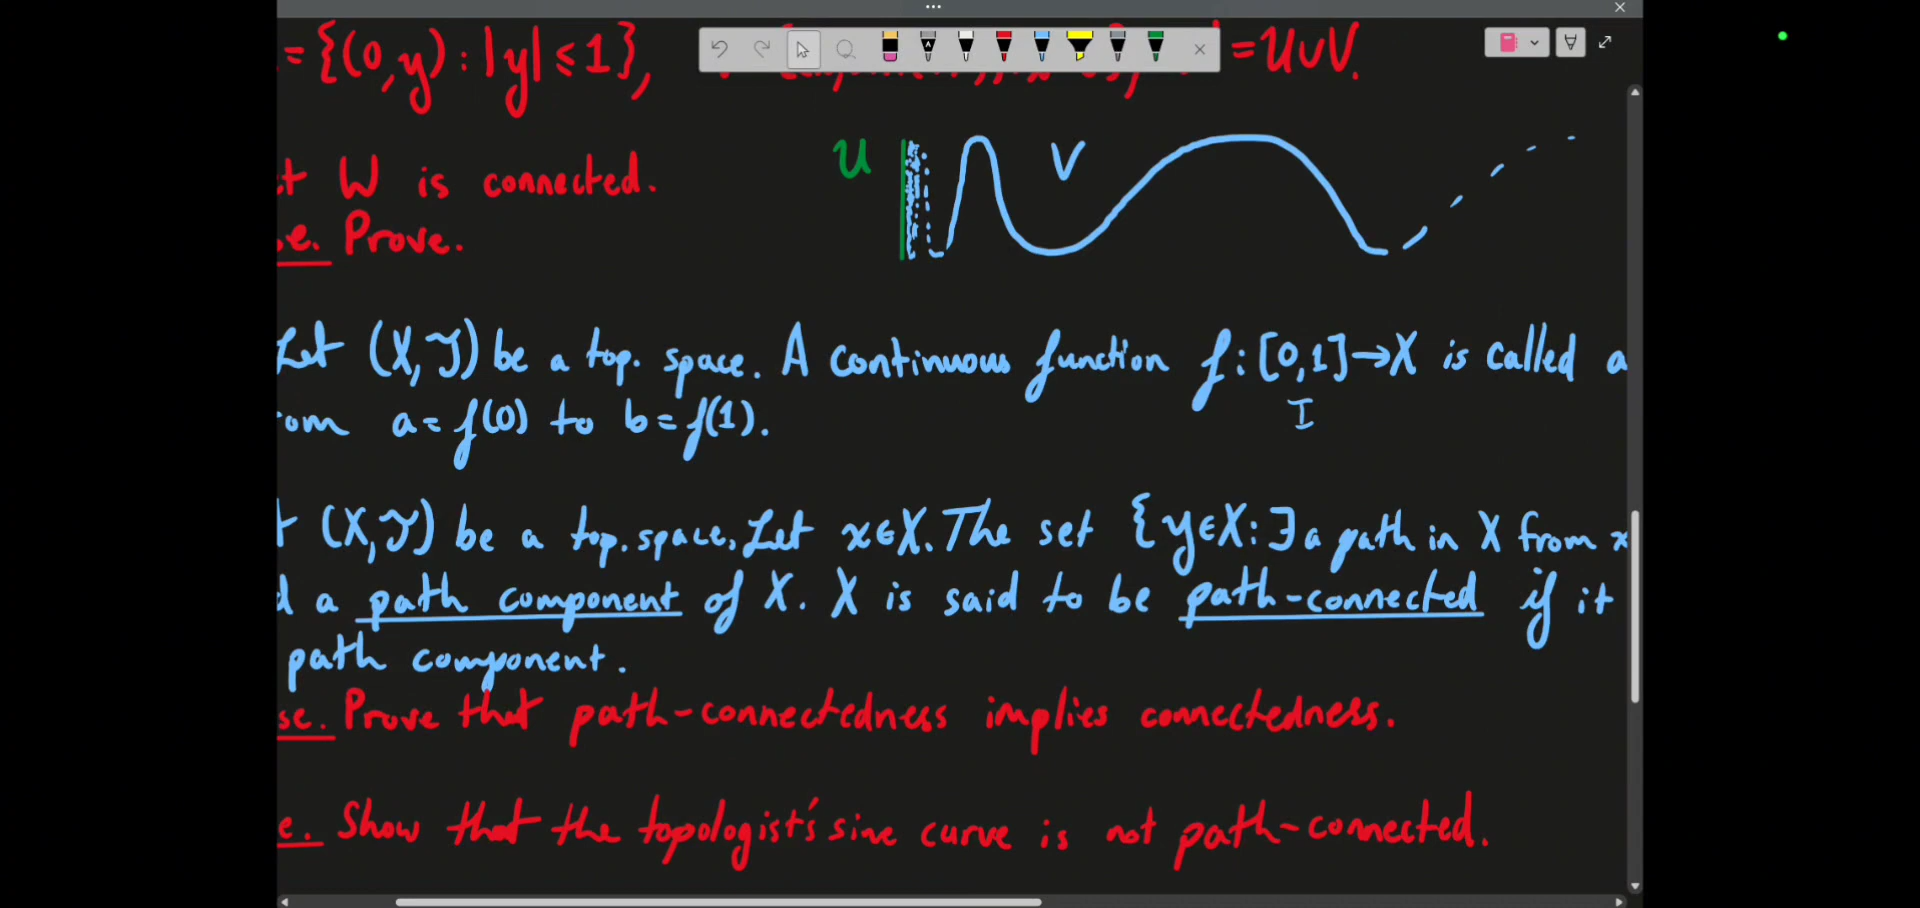 = {(0,y) : |y| ≤ 1}, = U∪V.
U V
t W is connected.
se. Prove.
Let (X,𝒯) be a top. space. A continuous function f : [0,1] → X is called a
I
om a = f(0) to b = f(1).
t (X,𝒯) be a top. space. Let x ∈ X. The set { y ∈ X : ∃ a path in X from x
d a path component of X. X is said to be path-connected if it
path component.
se. Prove that path-connectedness implies connectedness.
e. Show that the topologist's sine curve is not path-connected.